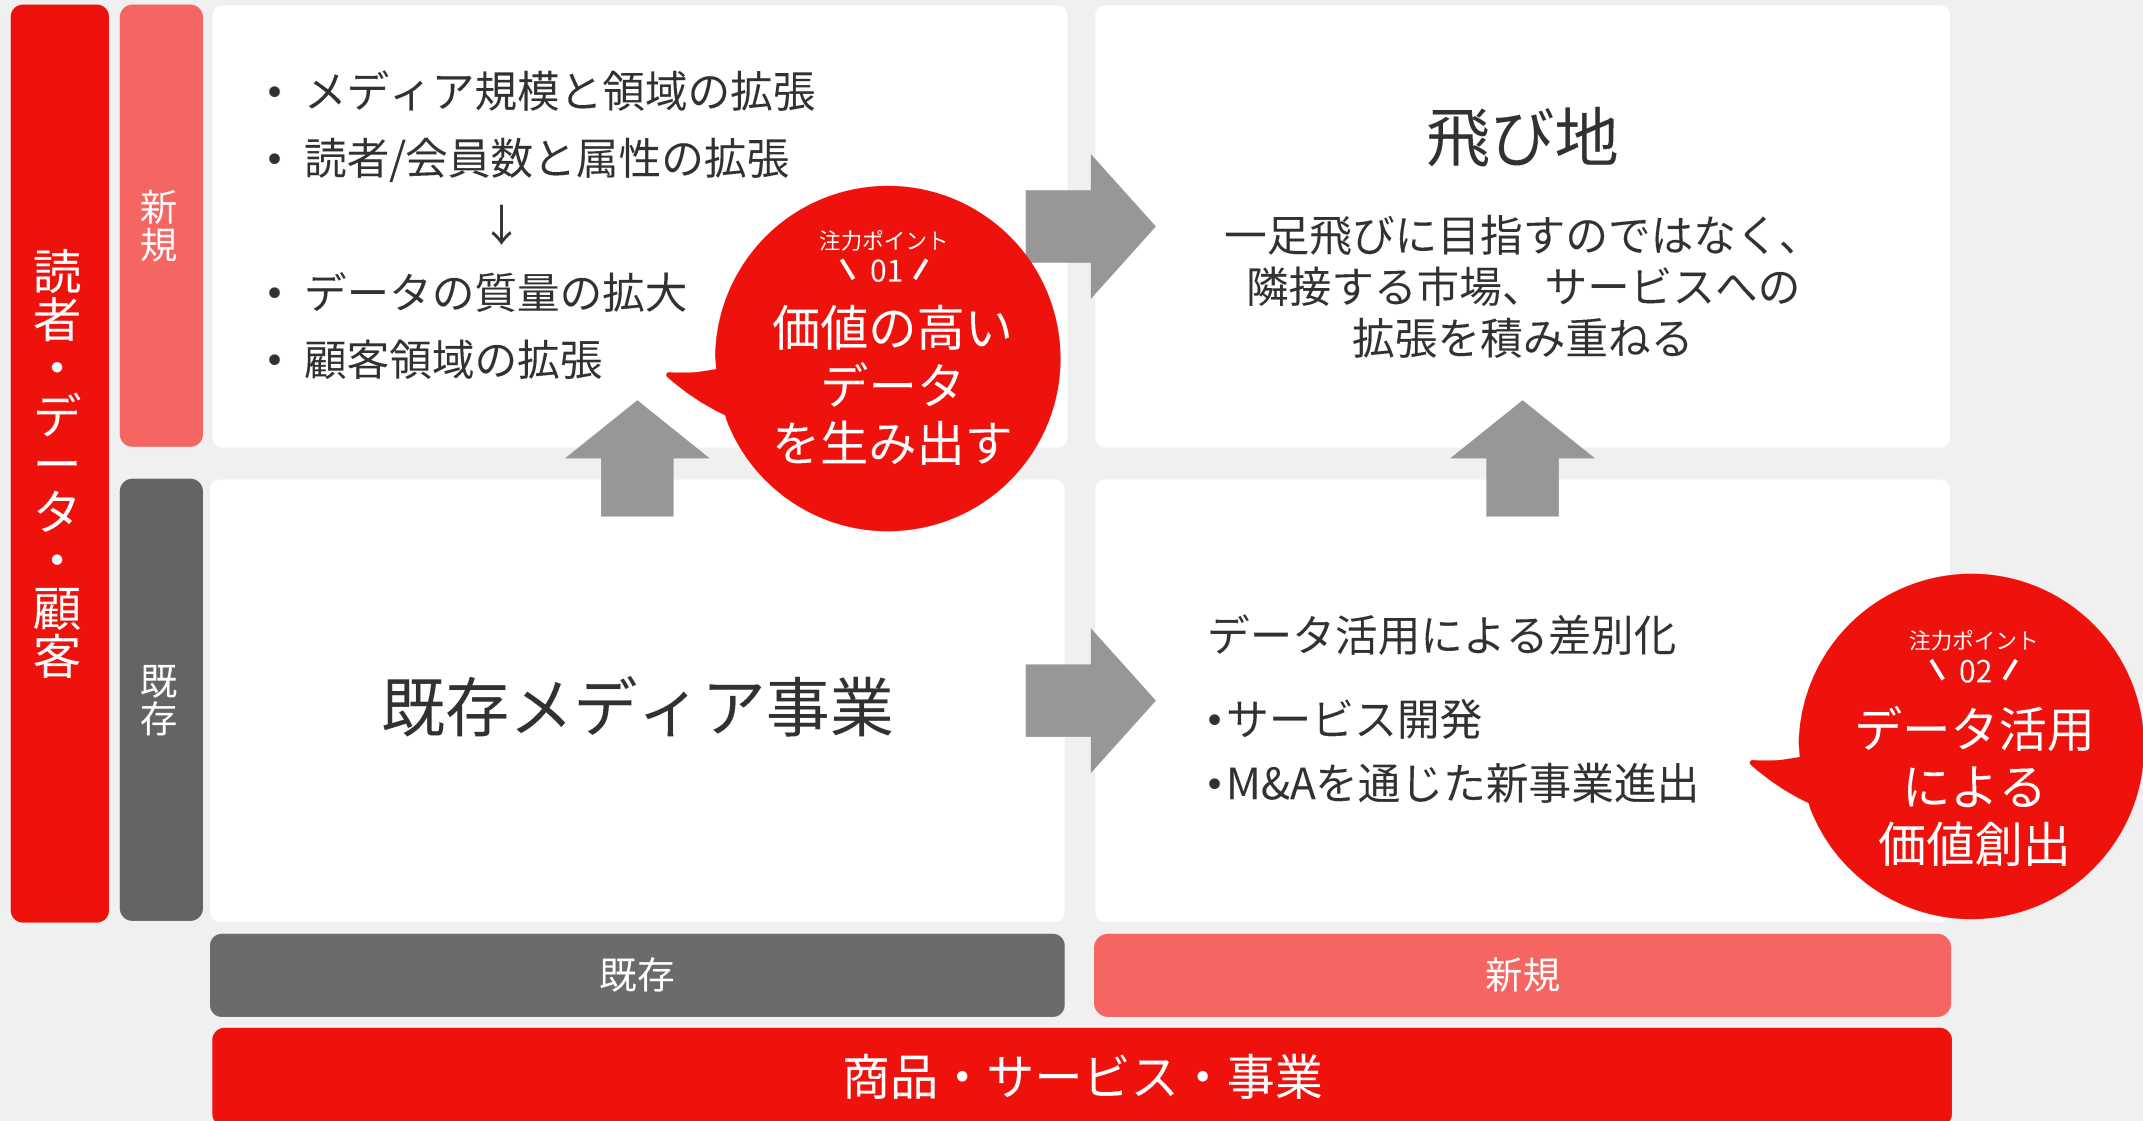 読者・データ・顧客
新規
• メディア規模と領域の拡張
• 読者/会員数と属性の拡張
↓
• データの質量の拡大
• 顧客領域の拡張
注力ポイント
\ 01 /
価値の高い
データ
を生み出す
飛び地
一足飛びに目指すのではなく、
隣接する市場、サービスへの
拡張を積み重ねる
既存
既存メディア事業
データ活用による差別化
•サービス開発
•M&Aを通じた新事業進出
注力ポイント
\ 02 /
データ活用
による
価値創出
既存
新規
商品・サービス・事業